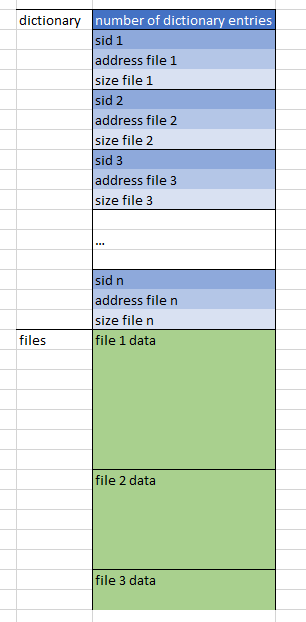 dictionary number of dictionary entries
sid 1
address file 1
size file 1
sid 2
address file 2
size file 2
sid 3
address file 3
size file 3
...
sid n
address file n
size file n
files file 1 data
file 2 data
file 3 data